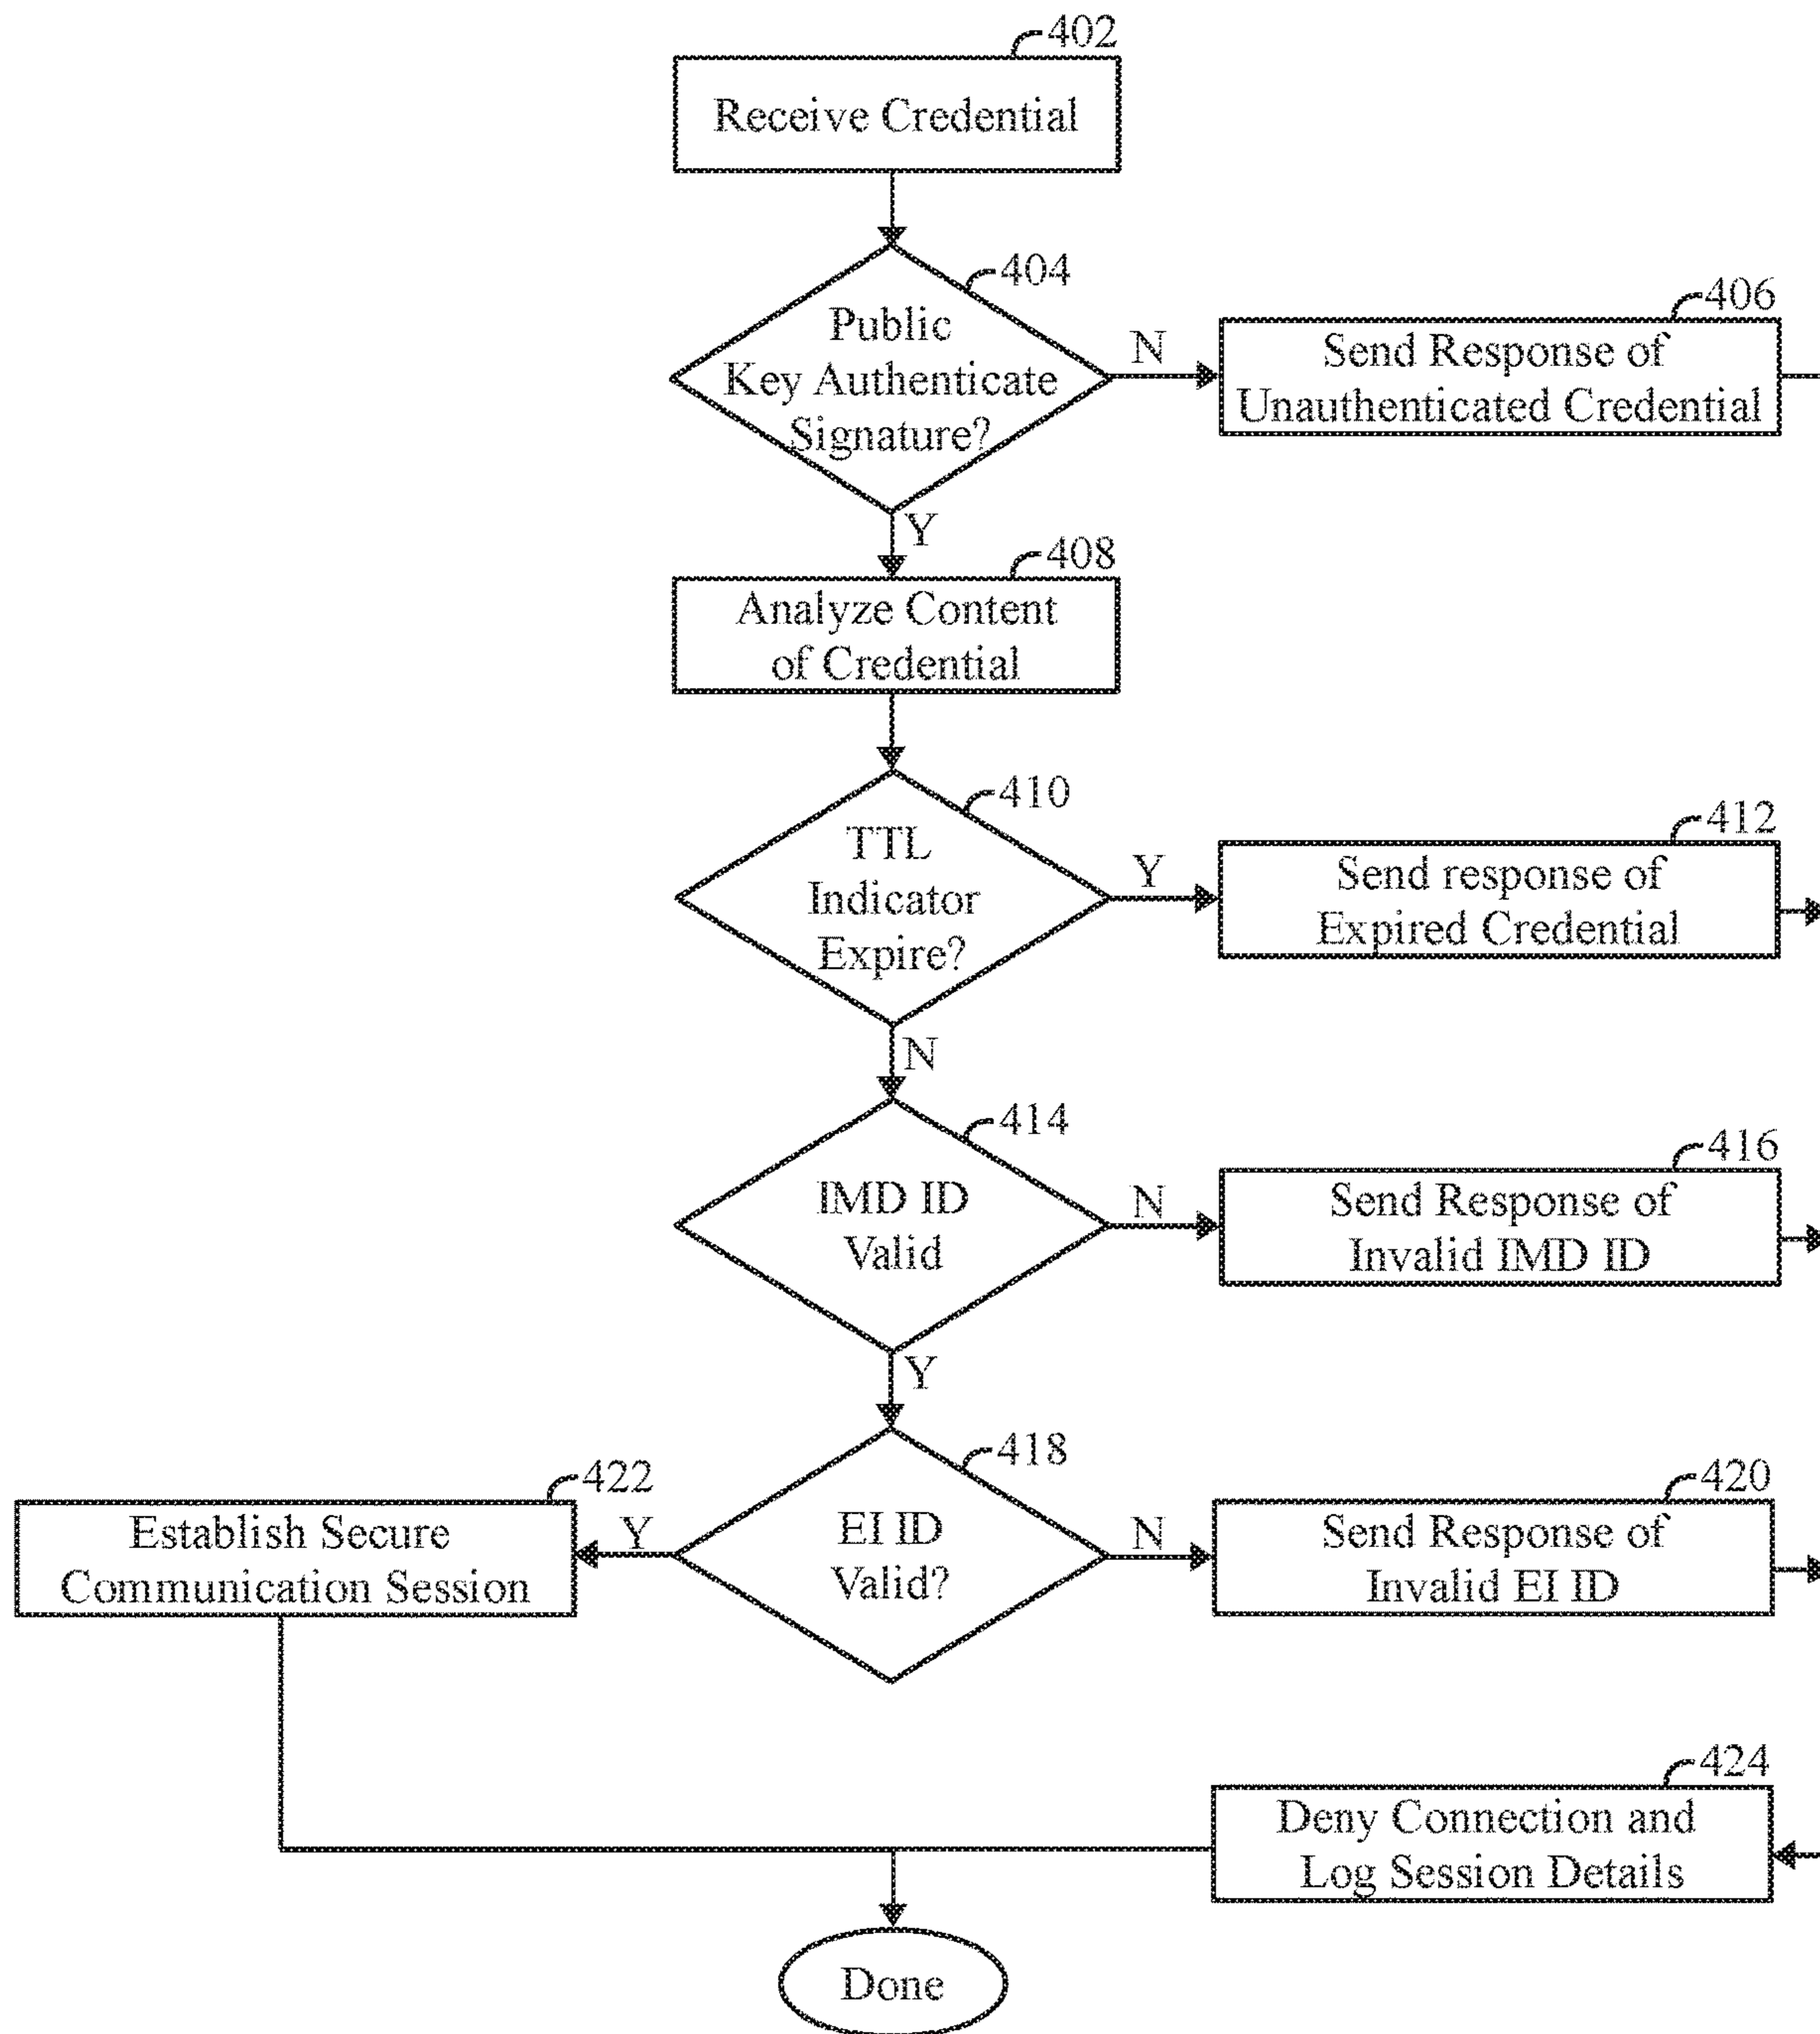 402
Receive Credential
404
Public
Key Authenticate
Signature?
N
406
Send Response of
Unauthenticated Credential
Y
408
Analyze Content
of Credential
410
TTL
Indicator
Expire?
Y
412
Send response of
Expired Credential
N
414
IMD ID
Valid
N
416
Send Response of
Invalid IMD ID
Y
418
EI ID
Valid?
N
420
Send Response of
Invalid EI ID
Y
422
Establish Secure
Communication Session
424
Deny Connection and
Log Session Details
Done